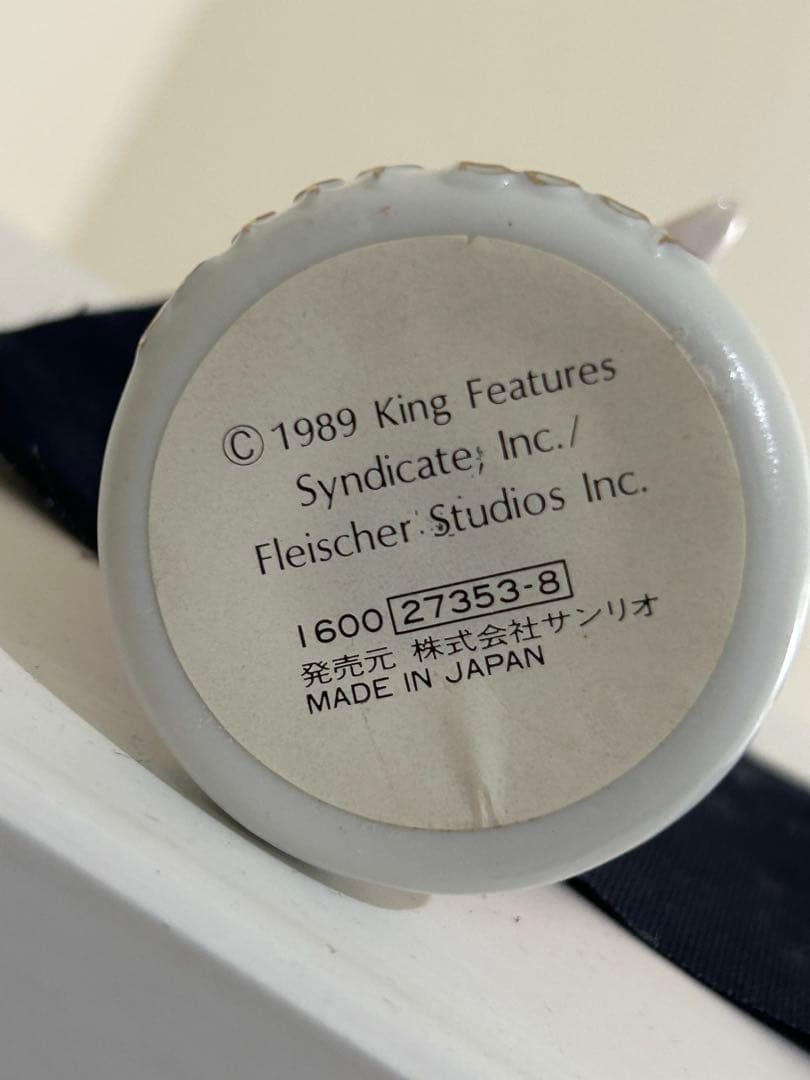 © 1989 King Features
Syndicate, Inc./
Fleischer Studios Inc.
1600 27353-8
発売元 株式会社サンリオ
MADE IN JAPAN